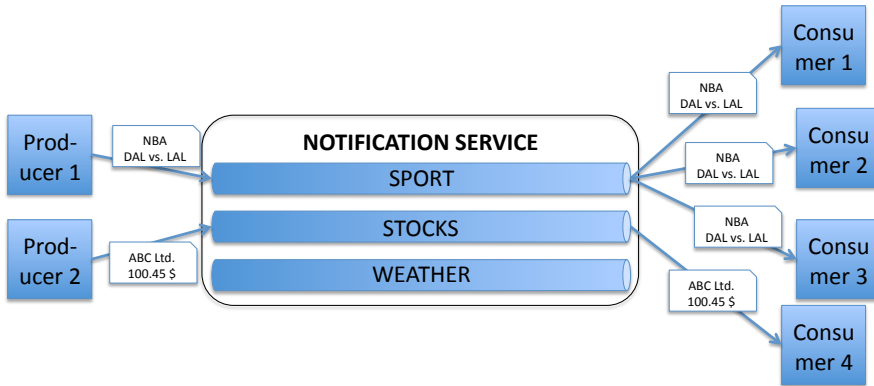 Prod-
ucer 1
NBA
DAL vs. LAL
Prod-
ucer 2
ABC Ltd.
100.45 $
NOTIFICATION SERVICE
SPORT
STOCKS
WEATHER
NBA
DAL vs. LAL
NBA
DAL vs. LAL
NBA
DAL vs. LAL
ABC Ltd.
100.45 $
Consu
mer 1
Consu
mer 2
Consu
mer 3
Consu
mer 4